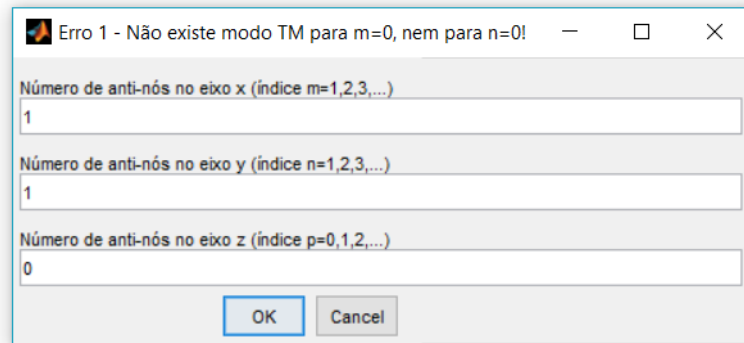 Erro 1 - Não existe modo TM para m=0, nem para n=0!
Número de anti-nós no eixo x (índice m=1,2,3,...)
1
Número de anti-nós no eixo y (índice n=1,2,3,...)
1
Número de anti-nós no eixo z (índice p=0,1,2,...)
0
OK Cancel